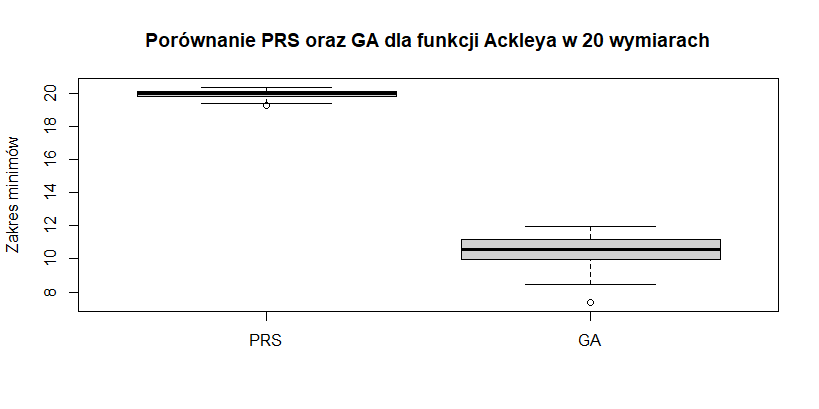 Porównanie PRS oraz GA dla funkcji Ackleya w 20 wymiarach
Zakres minimów
20
18
16
14
12
10
8
PRS
GA